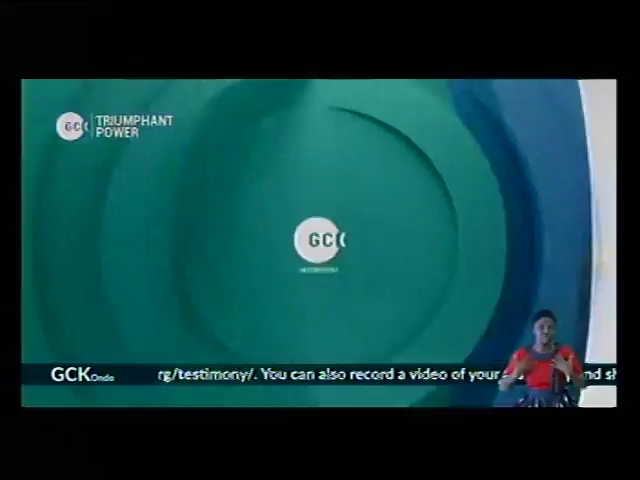 GCK
TRIUMPHANT
POWER
GCK
GCK Ondo
rg/testimony/. You can also record a video of your